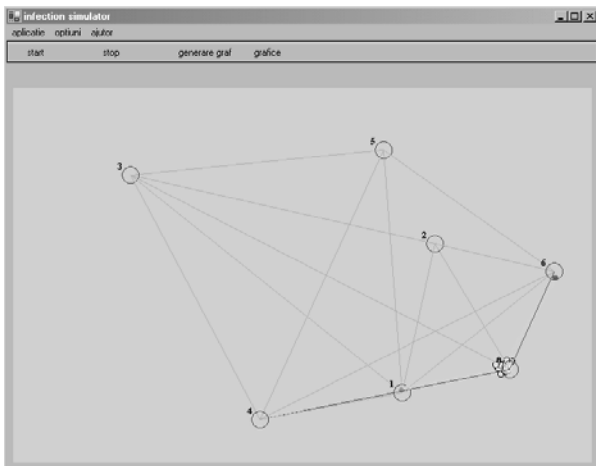 infection simulator
aplicatie optiuni ajutor
start stop generare graf grafice
5
3
2
6
1
4